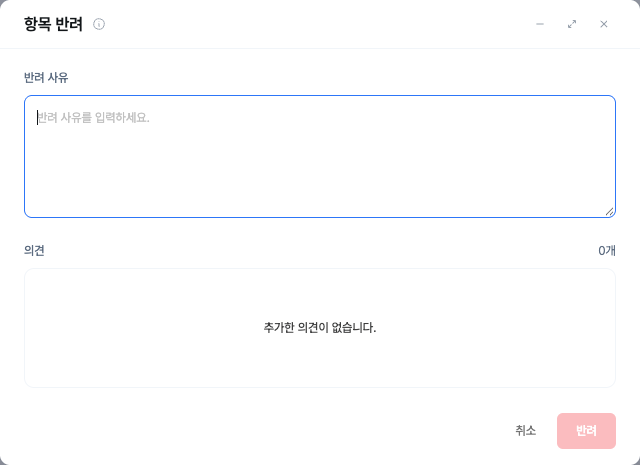 항목 반려
반려 사유
반려 사유를 입력하세요.
의견
0개
추가한 의견이 없습니다.
취소
반려